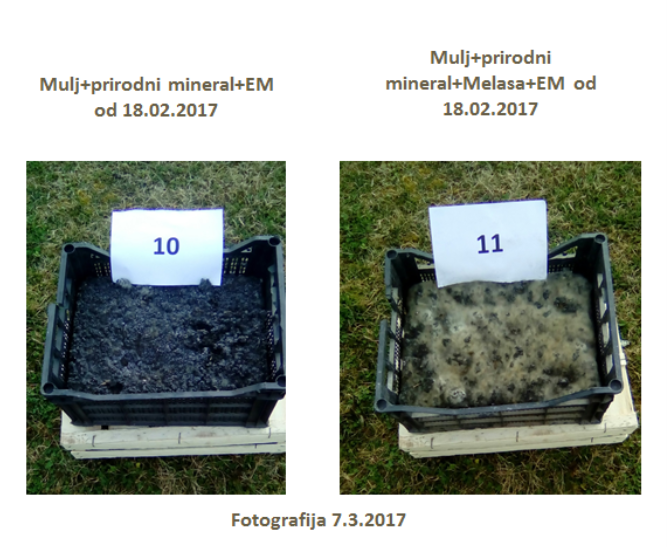 Mulj+prirodni mineral+EM
od 18.02.2017
Mulj+prirodni
mineral+Melasa+EM od
18.02.2017
10
11
Fotografija 7.3.2017